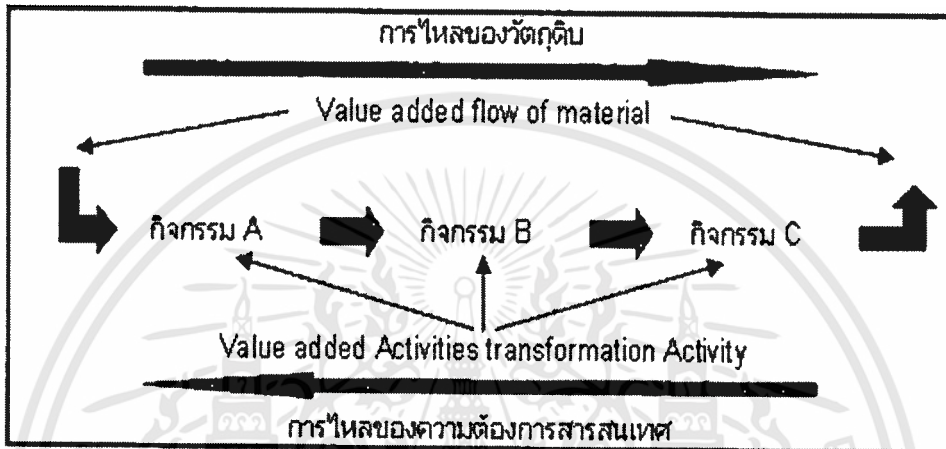 การไหลของวัตถุดิบ
Value added flow of material
กิจกรรม A กิจกรรม B กิจกรรม C
Value added Activities transformation Activity
การไหลของความต้องการสารสนเทศ